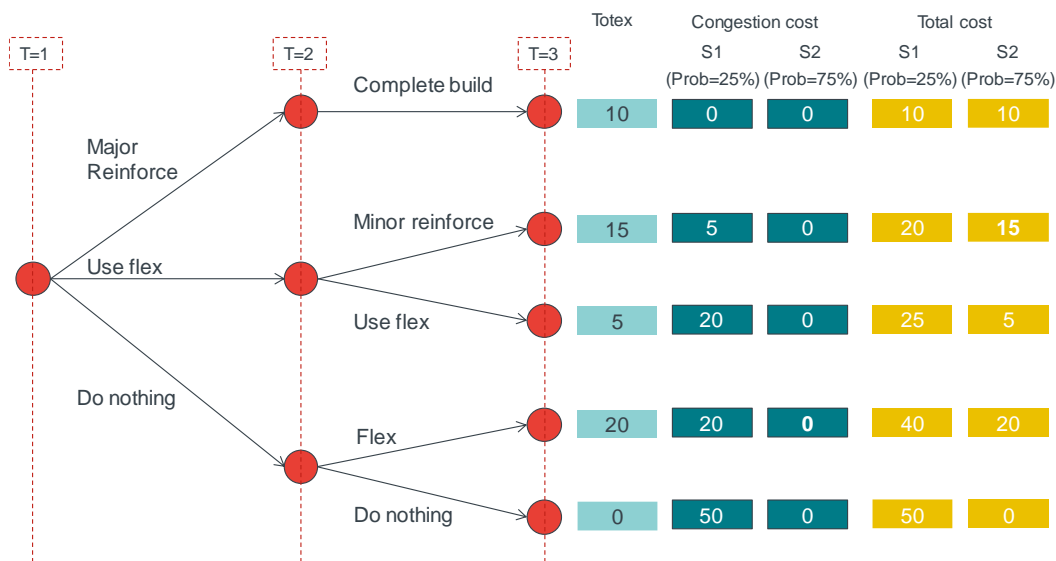 Totex Congestion cost Total cost
T=1 T=2 T=3 S1 S2 S1 S2
(Prob=25%) (Prob=75%) (Prob=25%) (Prob=75%)
Complete build
10 0 0 10 10
Major
Reinforce
Minor reinforce
15 5 0 20 15
Use flex
Use flex
5 20 0 25 5
Do nothing
Flex
20 20 0 40 20
Do nothing
0 50 0 50 0